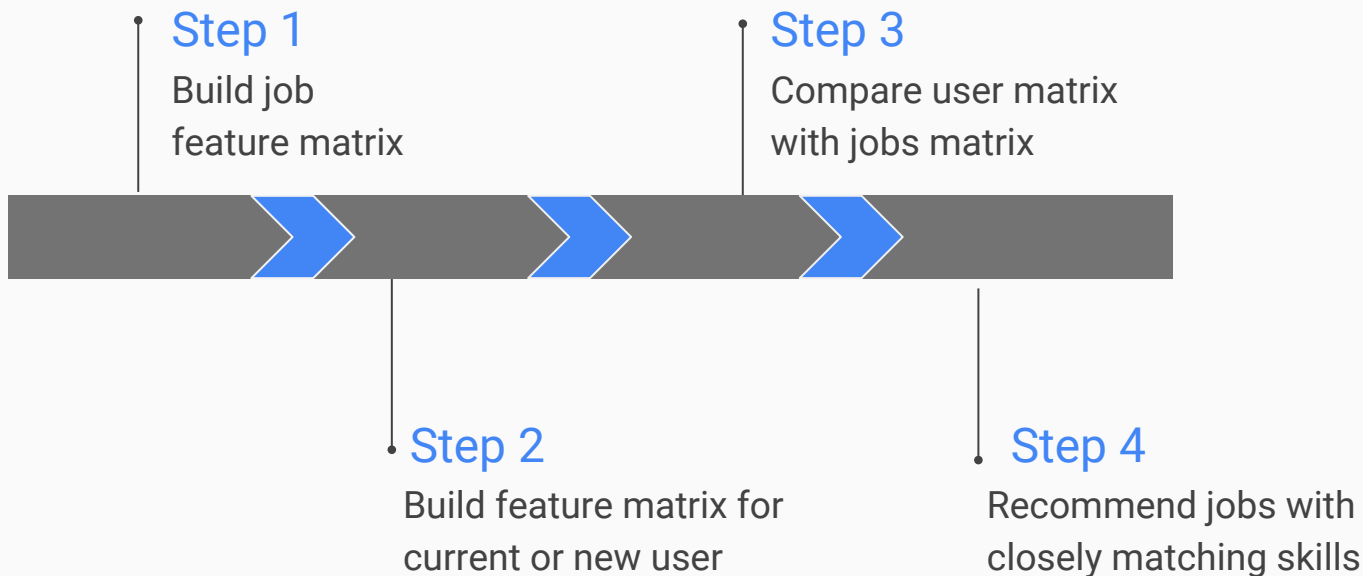 Step 1
Build job
feature matrix
Step 2
Build feature matrix for
current or new user
Step 3
Compare user matrix
with jobs matrix
Step 4
Recommend jobs with
closely matching skills